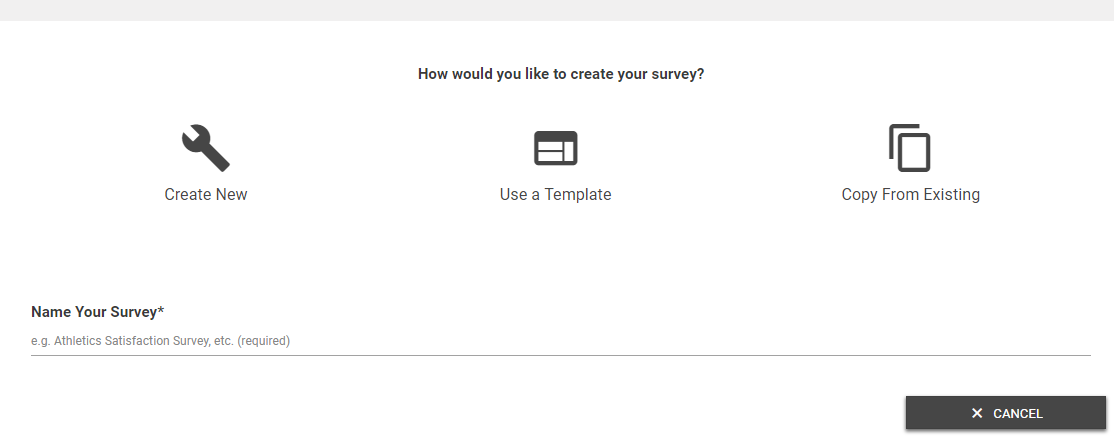 How would you like to create your survey?
Create New
Use a Template
Copy From Existing
Name Your Survey*
e.g. Athletics Satisfaction Survey, etc. (required)
CANCEL